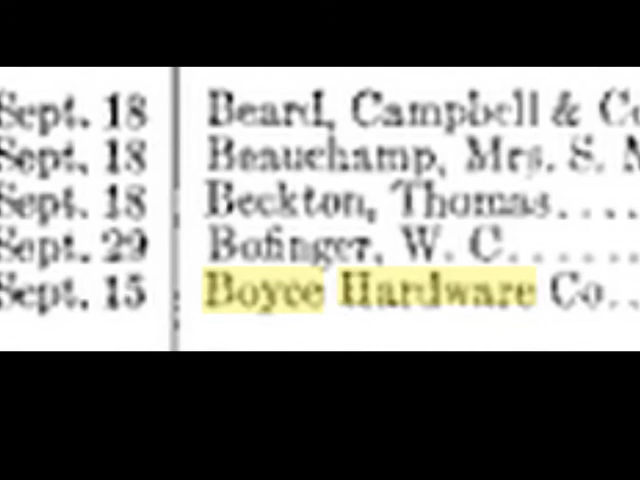 Sept. 18 Beard, Campbell & Co
Sept. 18 Beauchamp, Mrs. S. M
Sept. 18 Beckton, Thomas....
Sept. 29 Bofinger, W. C......
Sept. 15 Boyce Hardware Co..